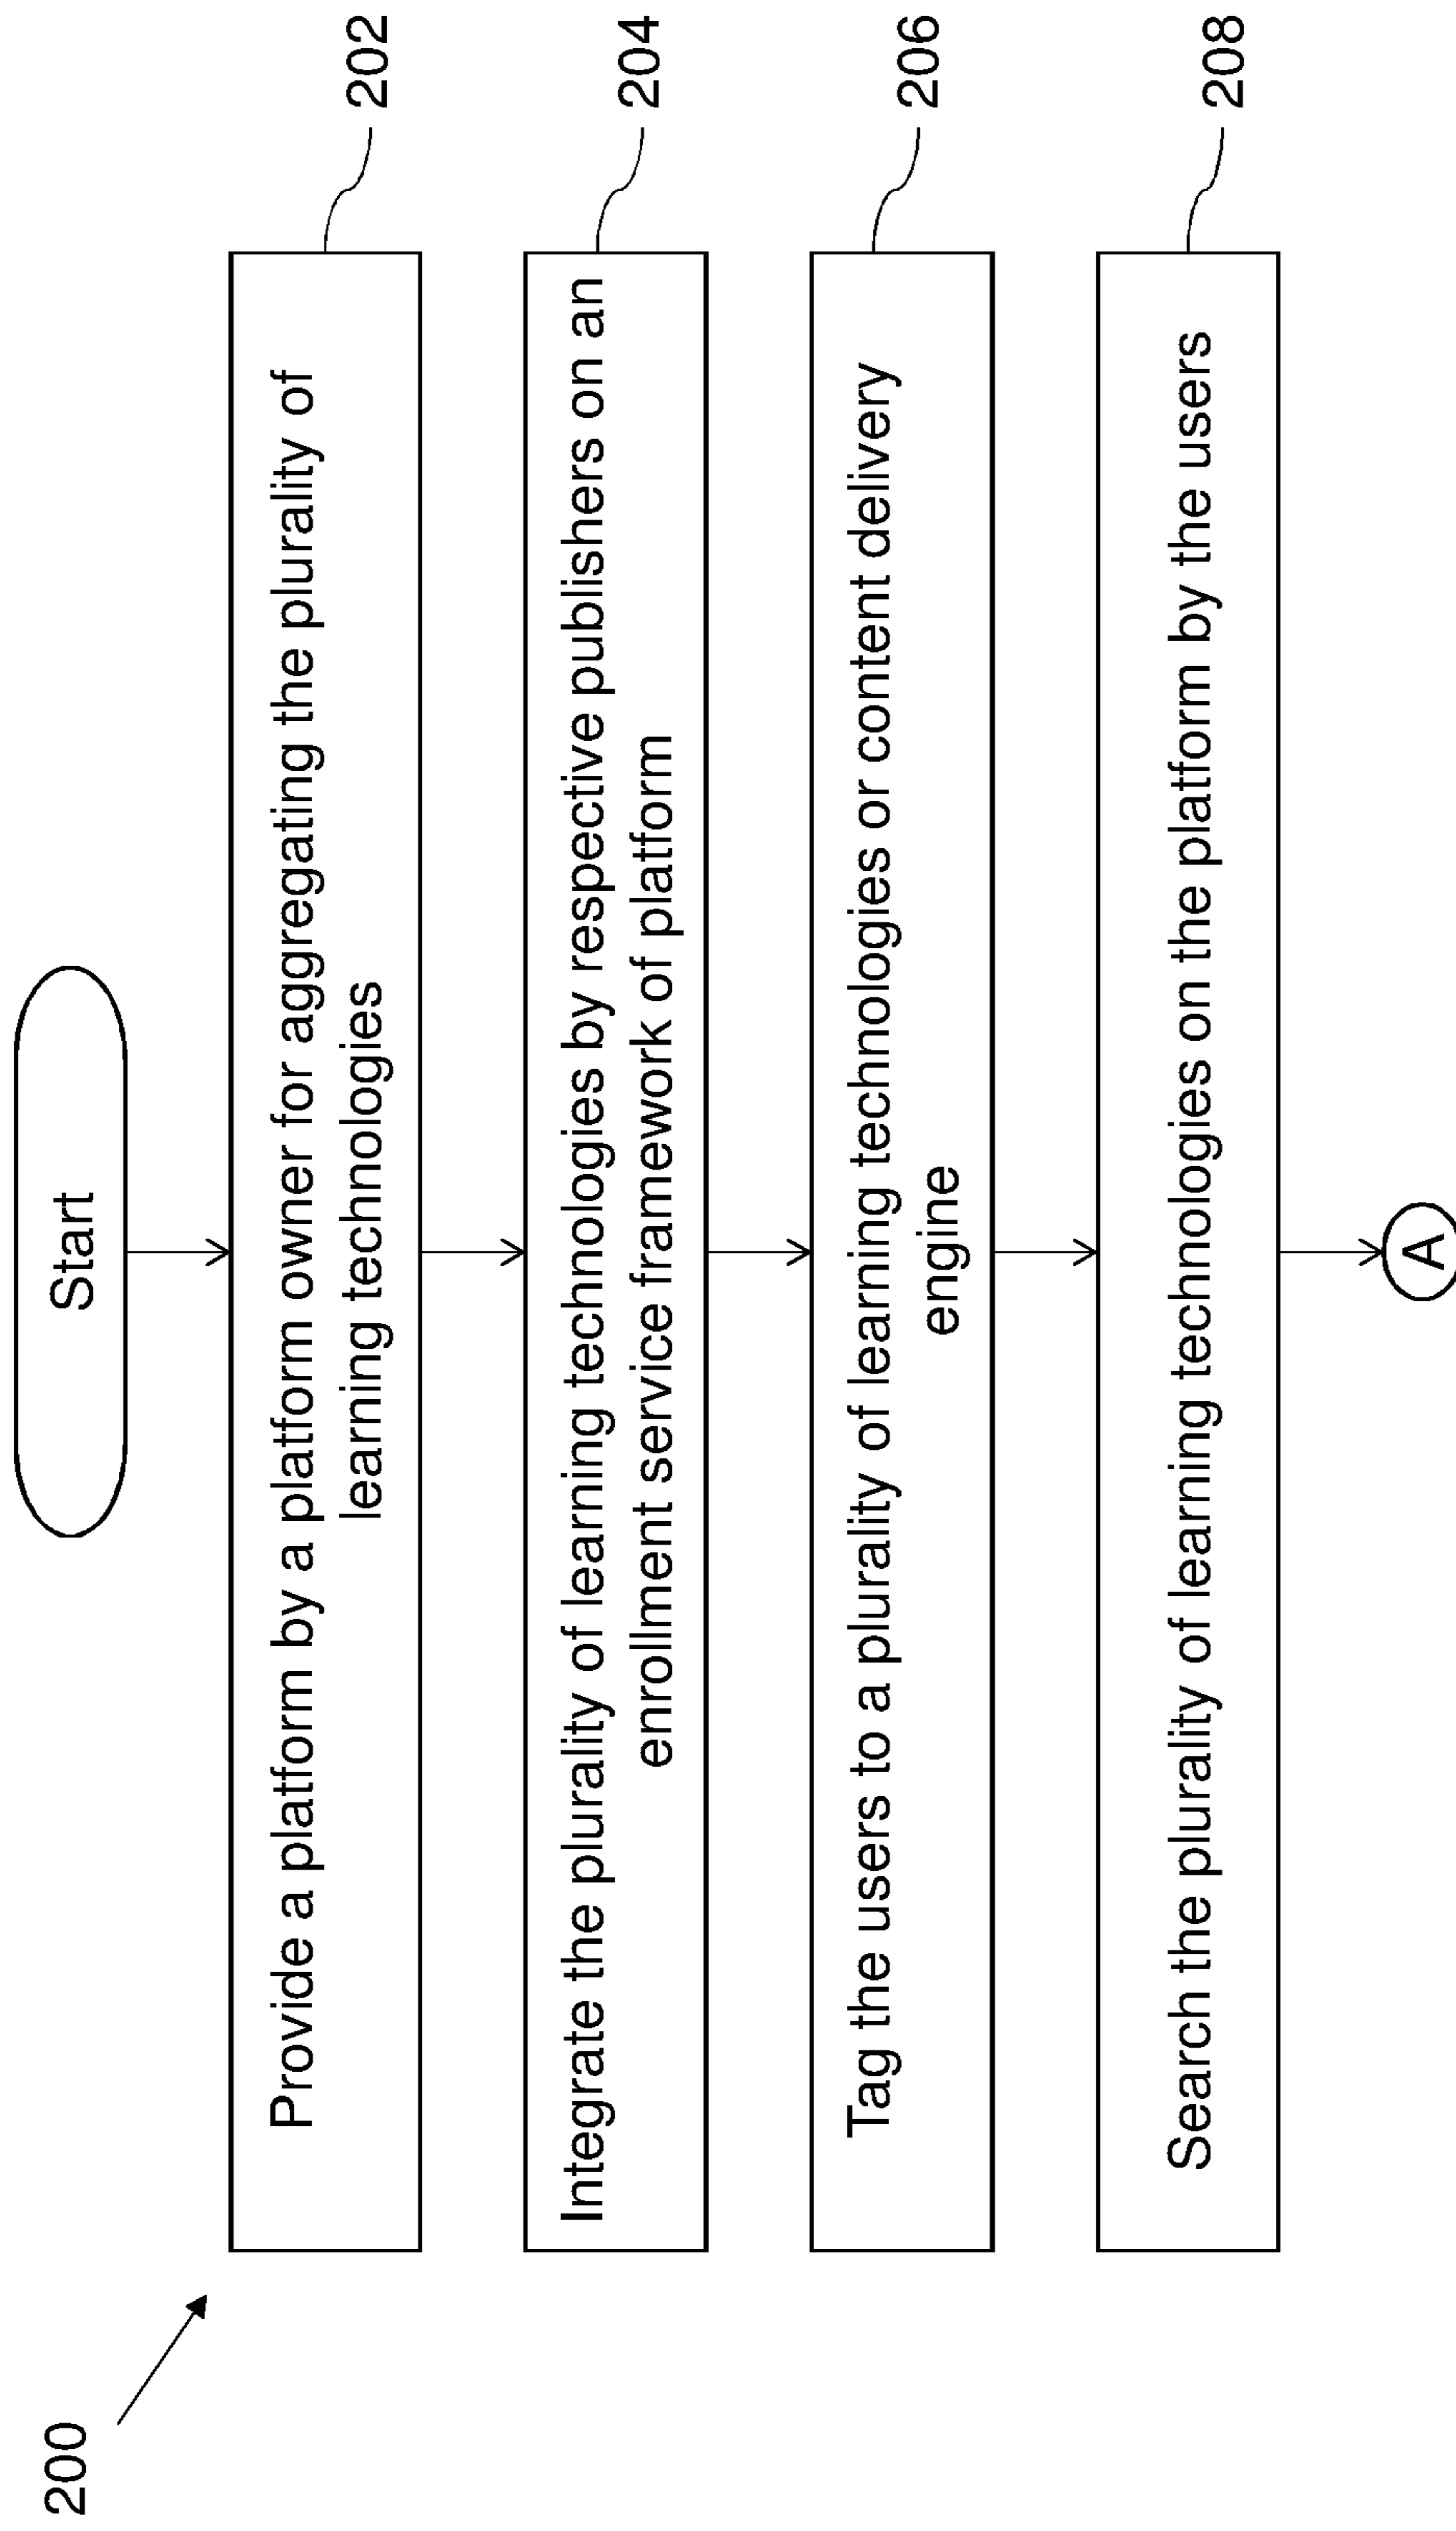 200
Start
Provide a platform by a platform owner for aggregating the plurality of
learning technologies
202
Integrate the plurality of learning technologies by respective publishers on an
enrollment service framework of platform
204
Tag the users to a plurality of learning technologies or content delivery
engine
206
Search the plurality of learning technologies on the platform by the users
208
A